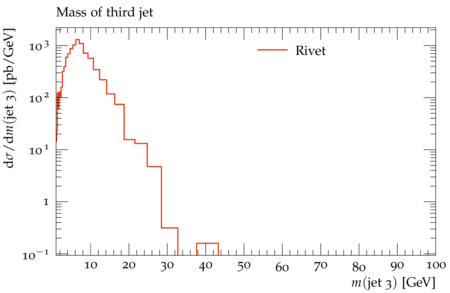 Mass of third jet
dσ/dm(jet 3) [pb/GeV]
10³
10²
10¹
1
10⁻¹
Rivet
10 20 30 40 50 60 70 80 90 100
m(jet 3) [GeV]